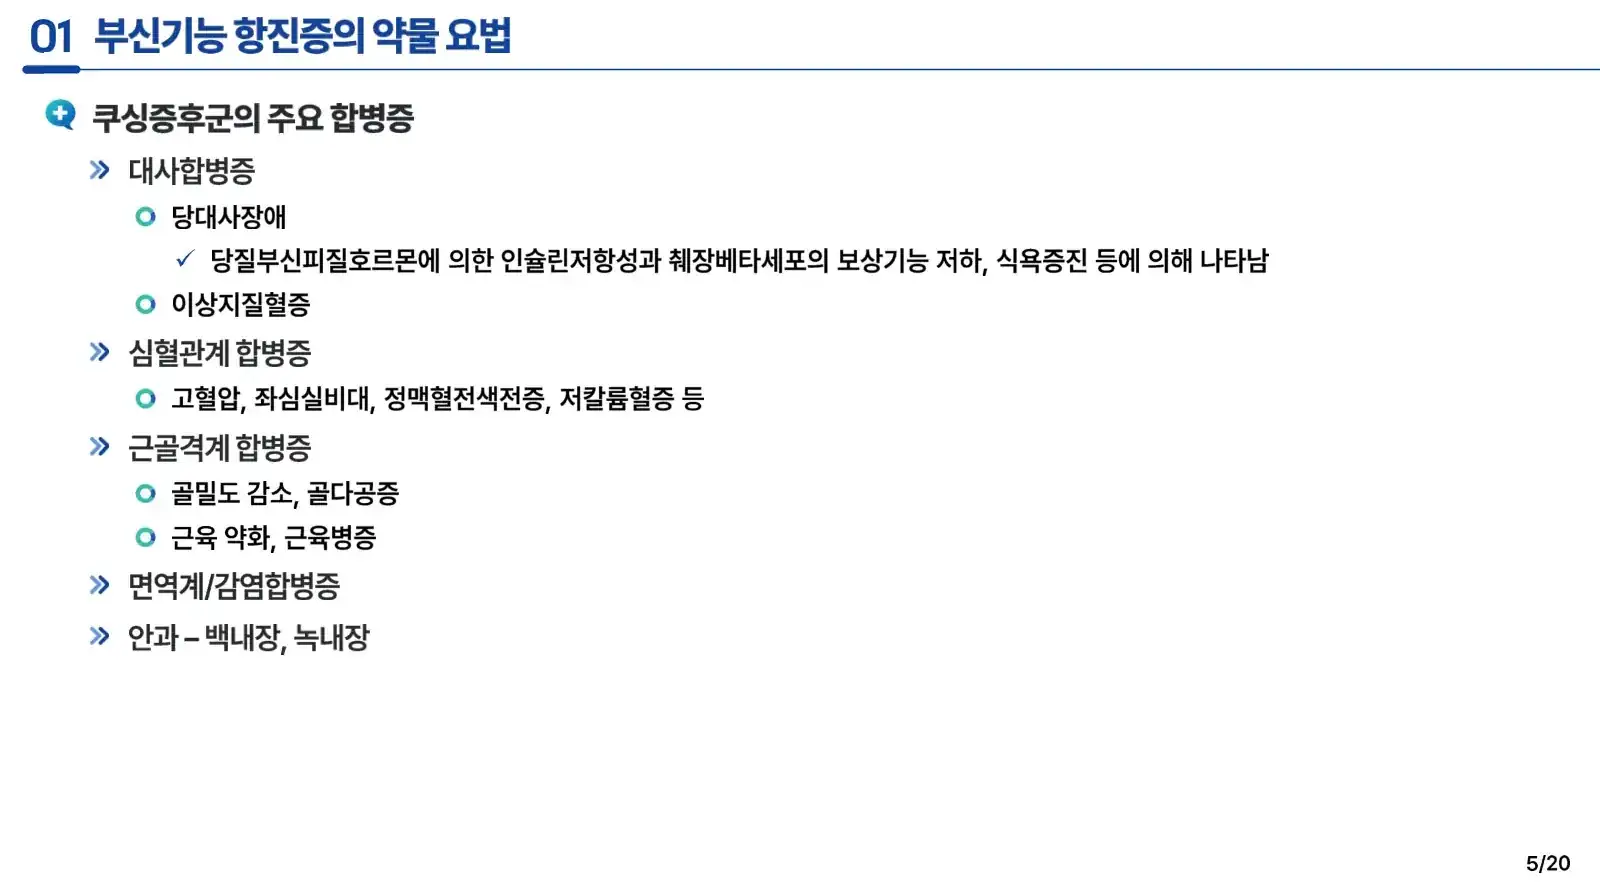 01 부신기능 항진증의 약물 요법
쿠싱증후군의 주요 합병증
대사합병증
당대사장애
당질부신피질호르몬에 의한 인슐린저항성과 췌장베타세포의 보상기능 저하, 식욕증진 등에 의해 나타남
이상지질혈증
심혈관계 합병증
고혈압, 좌심실비대, 정맥혈전색전증, 저칼륨혈증 등
근골격계 합병증
골밀도 감소, 골다공증
근육 약화, 근육병증
면역계/감염합병증
안과 – 백내장, 녹내장
5/20